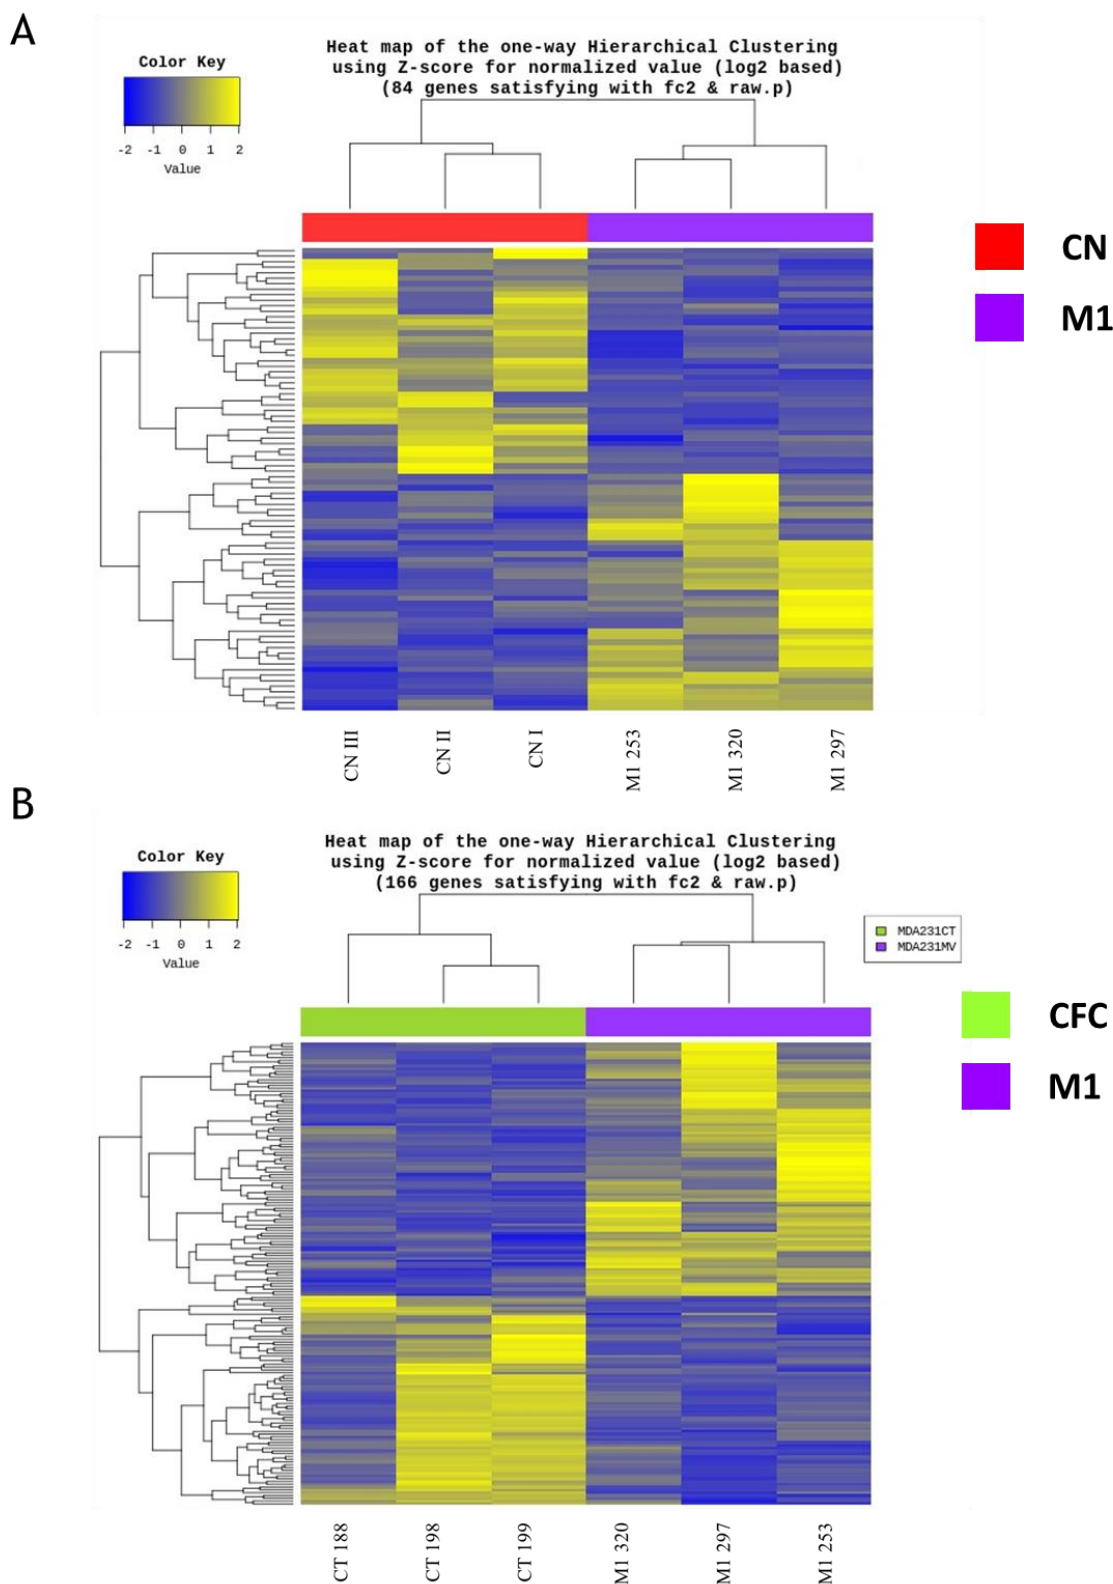 A
Heat map of the one-way Hierarchical Clustering
using Z-score for normalized value (log2 based)
(84 genes satisfying with fc2 & raw.p)
Color Key
-2 -1 0 1 2
Value
CN
M1
CN III
CN II
CN I
M1 253
M1 320
M1 297
B
Heat map of the one-way Hierarchical Clustering
using Z-score for normalized value (log2 based)
(166 genes satisfying with fc2 & raw.p)
Color Key
-2 -1 0 1 2
Value
MDA231CT
MDA231MV
CFC
M1
CT 188
CT 198
CT 199
M1 320
M1 297
M1 253